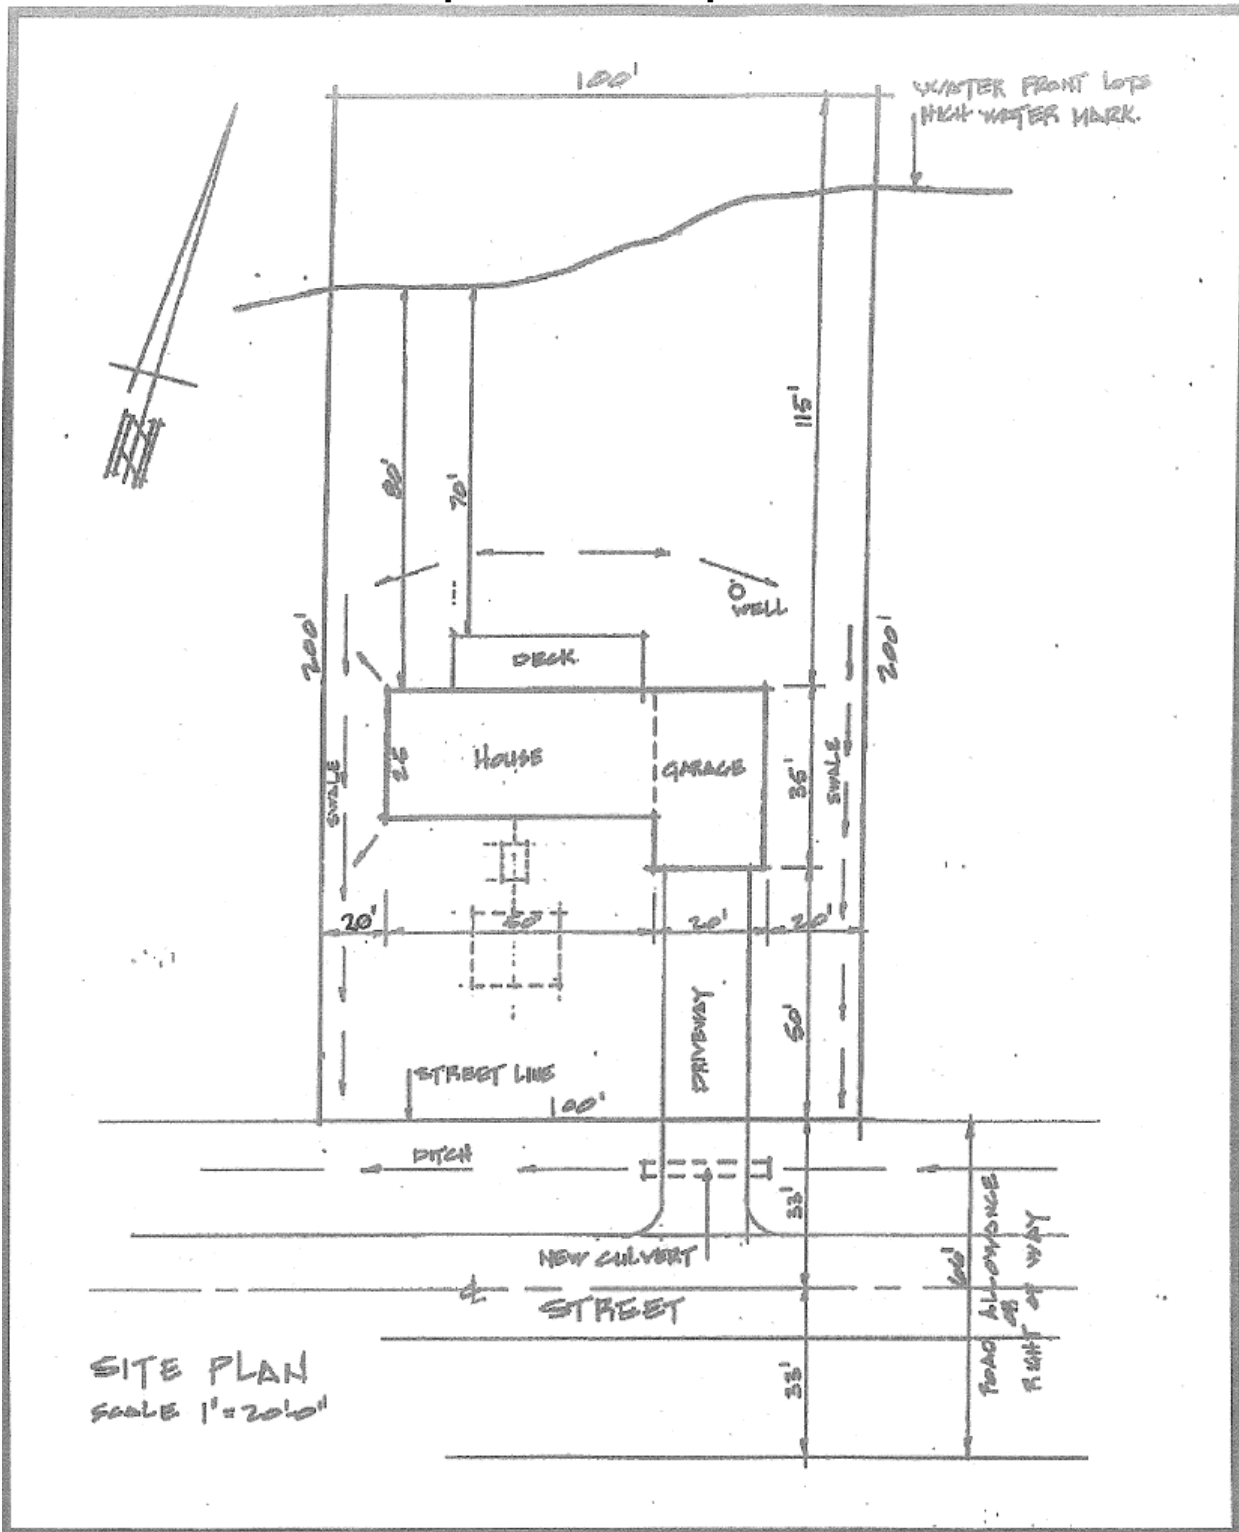 100'
WATER FRONT LOTS
HIGH WATER MARK.
115'
80'
70'
WELL
200'
200'
DECK
HOUSE
GARAGE
35'
SWALE
SWALE
20'
20'
20'
DRIVEWAY
50'
STREET LINE
100'
DITCH
33'
NEW CULVERT
STREET
33'
66'
ROAD ALLOWANCE
OR
RIGHT OF WAY
SITE PLAN
SCALE 1"=20'-0"